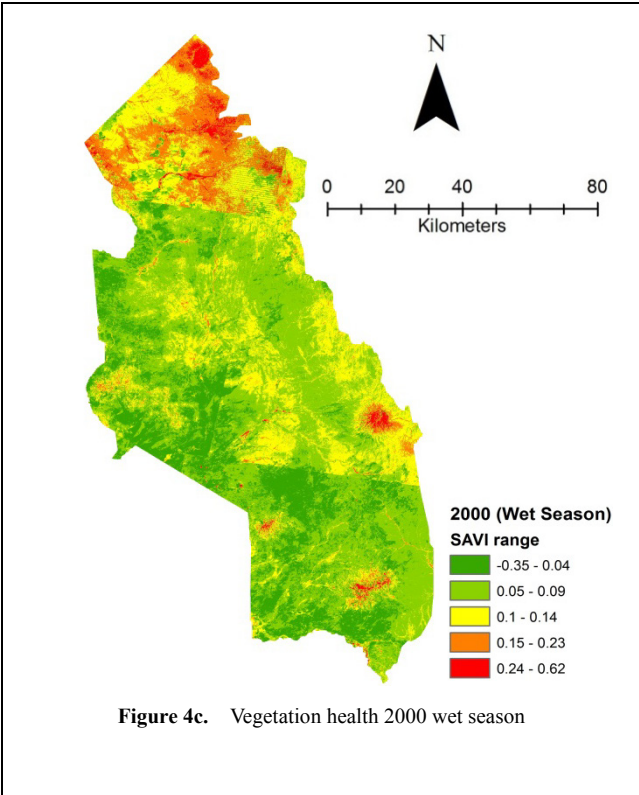 N
0 20 40 60 80
Kilometers
2000 (Wet Season)
SAVI range
-0.35 - 0.04
0.05 - 0.09
0.1 - 0.14
0.15 - 0.23
0.24 - 0.62
Figure 4c. Vegetation health 2000 wet season